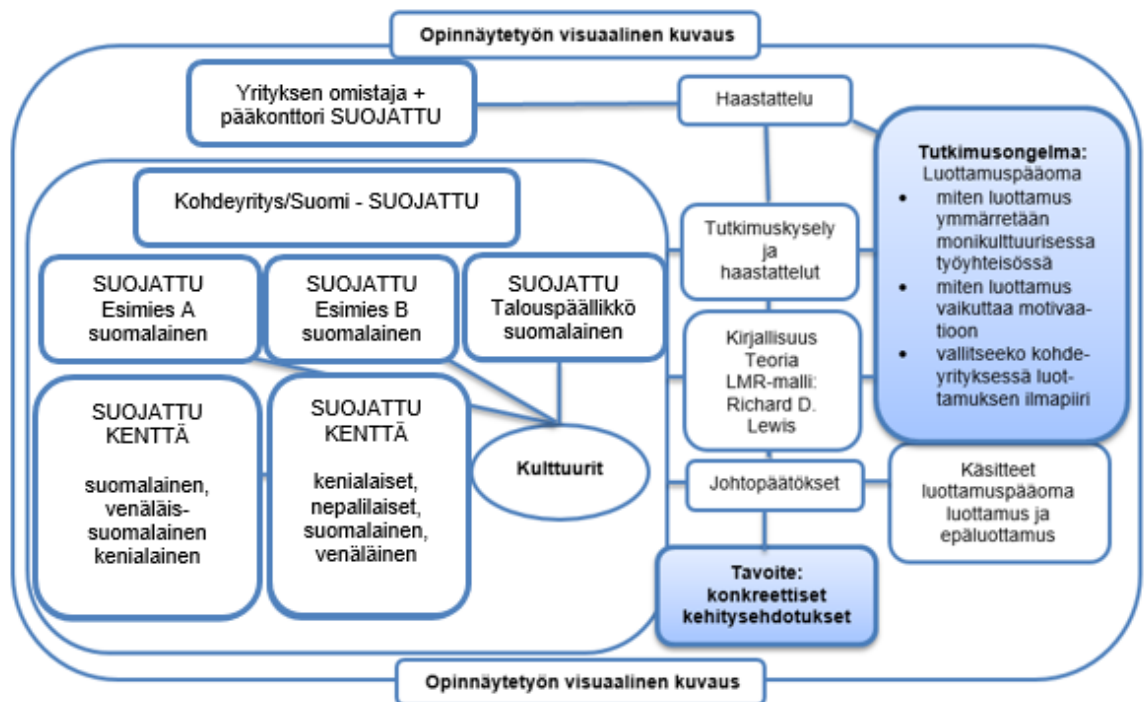 Opinnäytetyön visuaalinen kuvaus
Yrityksen omistaja +
pääkonttori SUOJATTU
Haastattelu
Kohdeyritys/Suomi - SUOJATTU
SUOJATTU
Esimies A
suomalainen
SUOJATTU
Esimies B
suomalainen
SUOJATTU
Talouspäällikkö
suomalainen
SUOJATTU
KENTTÄ
suomalainen,
venäläis-
suomalainen
kenialainen
SUOJATTU
KENTTÄ
kenialaiset,
nepalilaiset,
suomalainen,
venäläinen
Kulttuurit
Tutkimuskysely
ja
haastattelut
Kirjallisuus
Teoria
LMR-malli:
Richard D.
Lewis
Johtopäätökset
Tavoite:
konkreettiset
kehitysehdotukset
Tutkimusongelma:
Luottamuspääoma
• miten luottamus
ymmärretään
monikulttuurisessa
työyhteisössä
• miten luottamus
vaikuttaa motivaa-
tioon
• vallitseeko kohde-
yrityksessä luot-
tamuksen ilmapiiri
Käsitteet
luottamuspääoma
luottamus ja
epäluottamus
Opinnäytetyön visuaalinen kuvaus